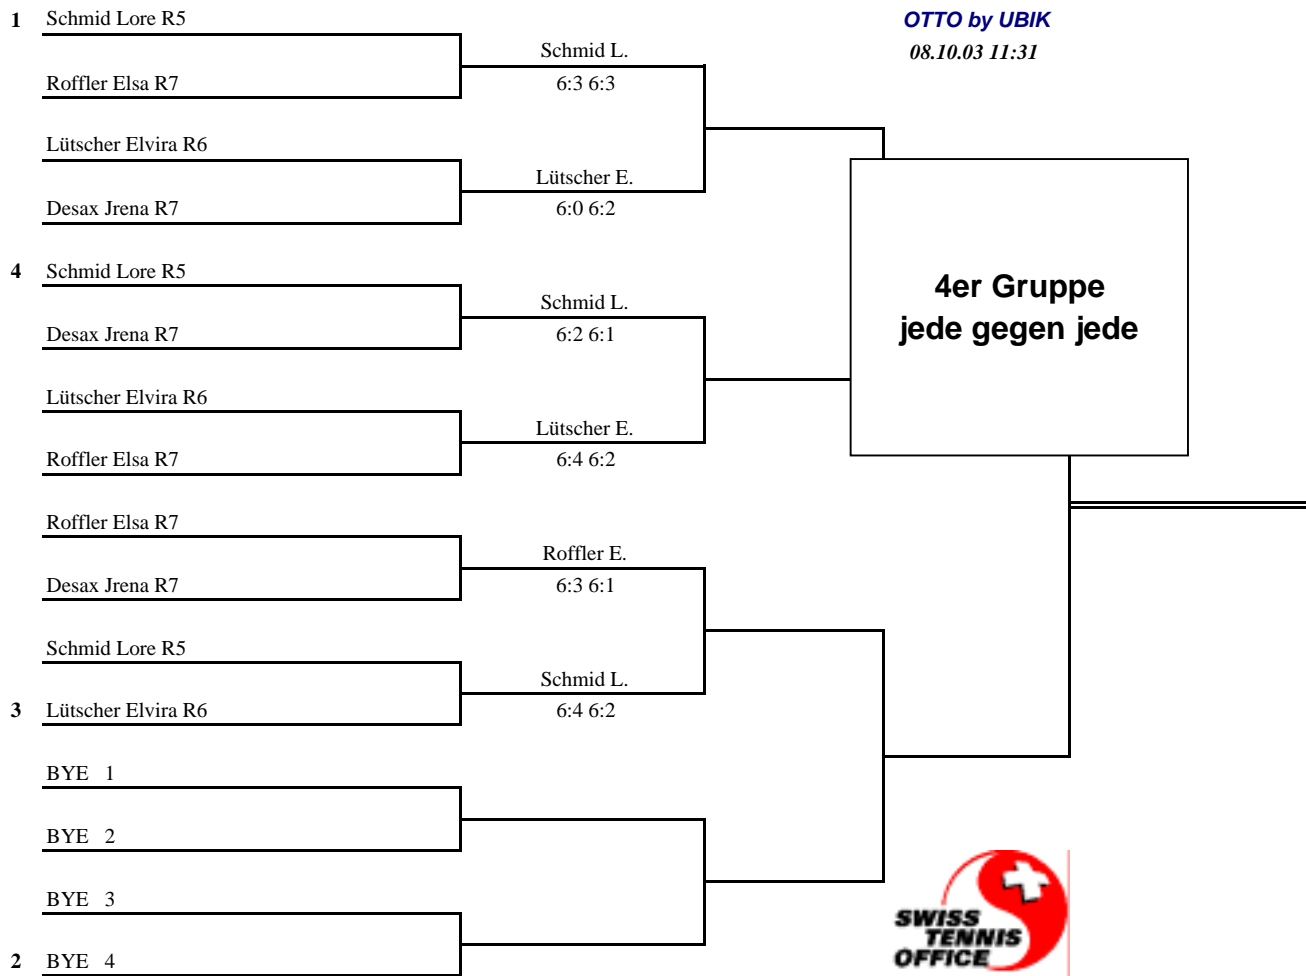 1 Schmid Lore R5
OTTO by UBIK
Schmid L.
08.10.03 11:31
Roffler Elsa R7
6:3 6:3
Lütscher Elvira R6
Lütscher E.
Desax Jrena R7
6:0 6:2
4 Schmid Lore R5
4er Gruppe
jede gegen jede
Schmid L.
Desax Jrena R7
6:2 6:1
Lütscher Elvira R6
Lütscher E.
Roffler Elsa R7
6:4 6:2
Roffler Elsa R7
Roffler E.
Desax Jrena R7
6:3 6:1
Schmid Lore R5
Schmid L.
3 Lütscher Elvira R6
6:4 6:2
BYE 1
BYE 2
BYE 3
2 BYE 4
SWISS
TENNIS
OFFICE